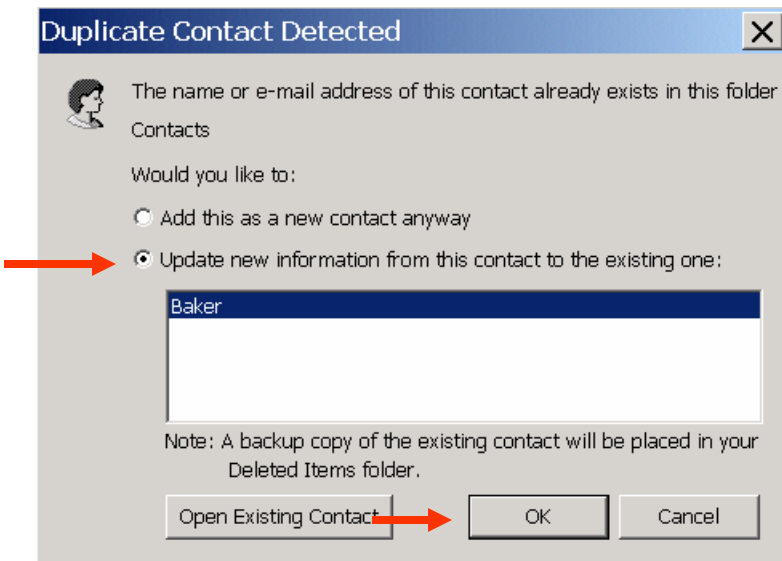 Duplicate Contact Detected
The name or e-mail address of this contact already exists in this folder
Contacts
Would you like to:
Add this as a new contact anyway
Update new information from this contact to the existing one:
Baker
Note: A backup copy of the existing contact will be placed in your
Deleted Items folder.
Open Existing Contact OK Cancel